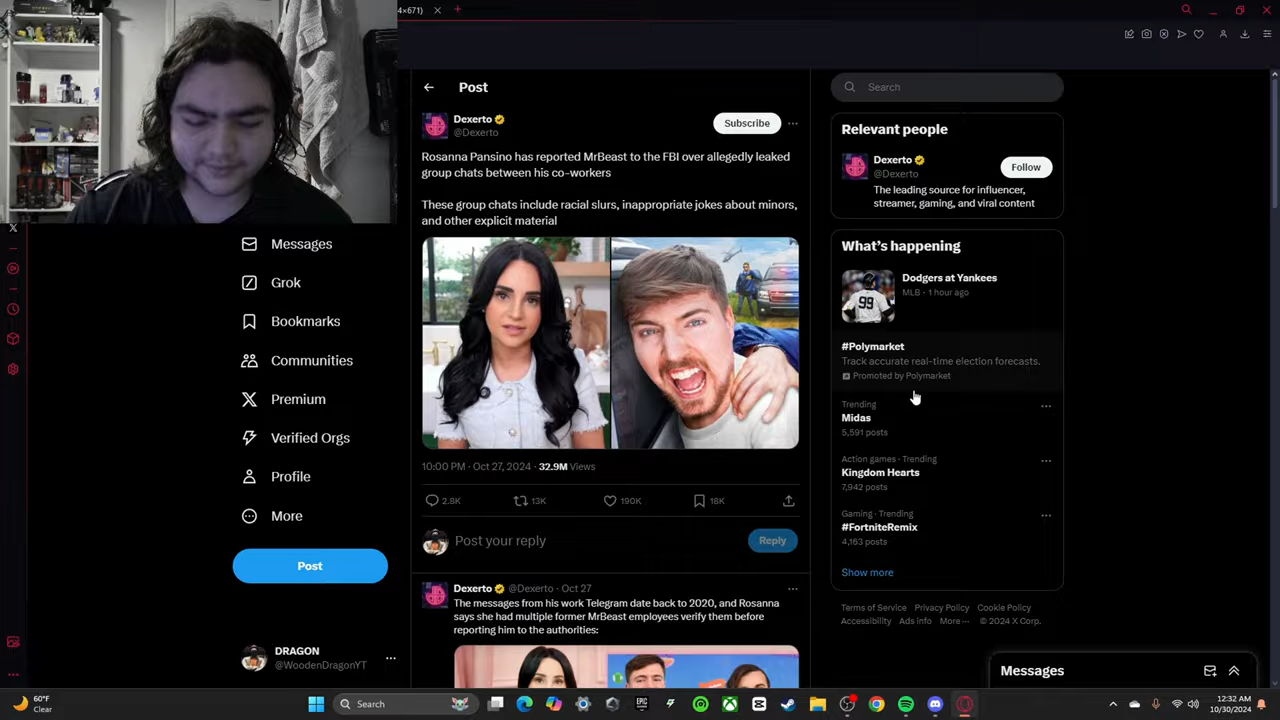 4×671)
Post
Dexerto
@Dexerto
Subscribe
Rosanna Pansino has reported MrBeast to the FBI over allegedly leaked
group chats between his co-workers
These group chats include racial slurs, inappropriate jokes about minors,
and other explicit material
10:00 PM · Oct 27, 2024 · 32.9M Views
2.8K
13K
190K
18K
Post your reply
Reply
Dexerto @Dexerto · Oct 27
The messages from his work Telegram date back to 2020, and Rosanna
says she had multiple former MrBeast employees verify them before
reporting him to the authorities:
Messages
Grok
Bookmarks
Communities
Premium
Verified Orgs
Profile
More
Post
DRAGON
@WoodenDragonYT
Search
Relevant people
Dexerto
@Dexerto
Follow
The leading source for influencer,
streamer, gaming, and viral content
What's happening
99
Dodgers at Yankees
MLB · 1 hour ago
#Polymarket
Track accurate real-time election forecasts.
Promoted by Polymarket
Trending
Midas
5,591 posts
Action games · Trending
Kingdom Hearts
7,942 posts
Gaming · Trending
#FortniteRemix
4,163 posts
Show more
Terms of Service Privacy Policy Cookie Policy
Accessibility Ads info More ··· © 2024 X Corp.
Messages
60°F
Clear
Search
EPIC
12:32 AM
10/30/2024